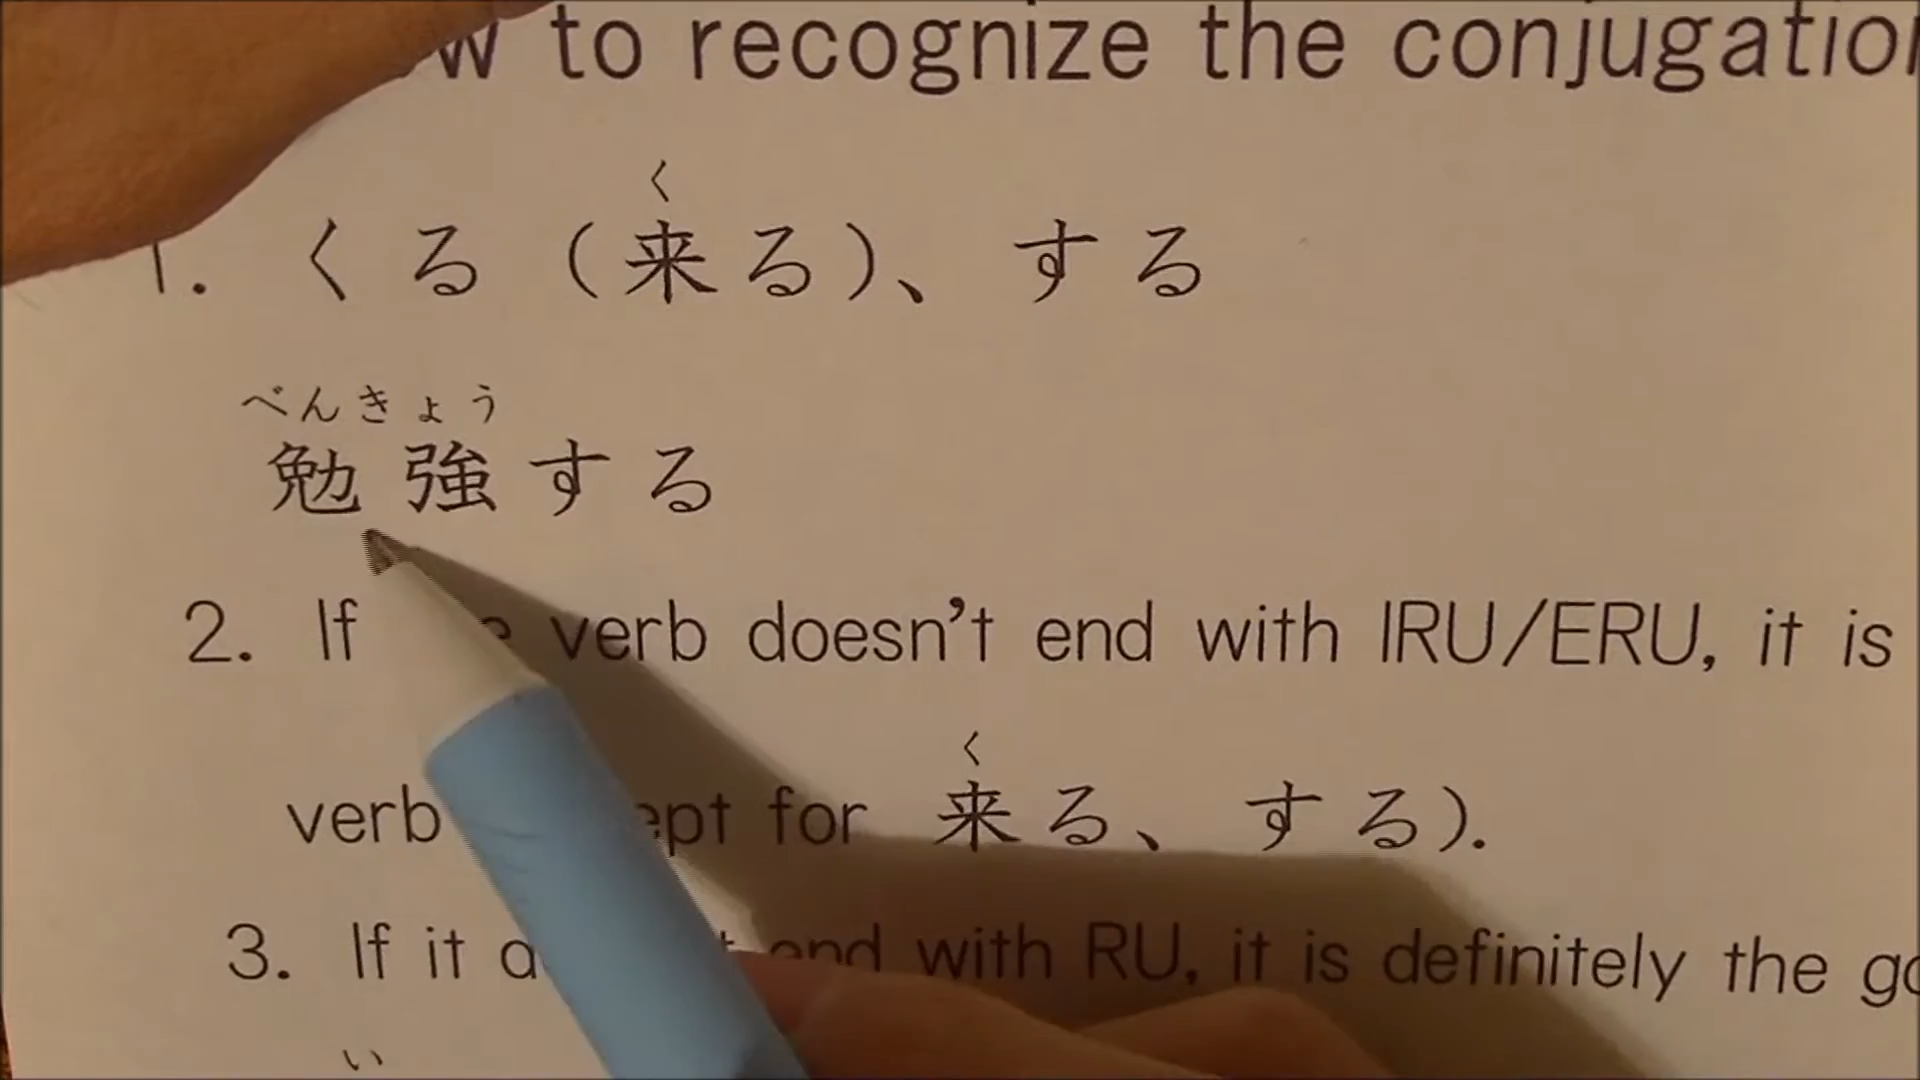 to recognize the conjugation
く
1. くる (来る)、する
べんきょう
勉強する
2. If verb doesn't end with IRU/ERU, it is
く
verb for 来る、する).
3. If it end with RU, it is definitely the
い